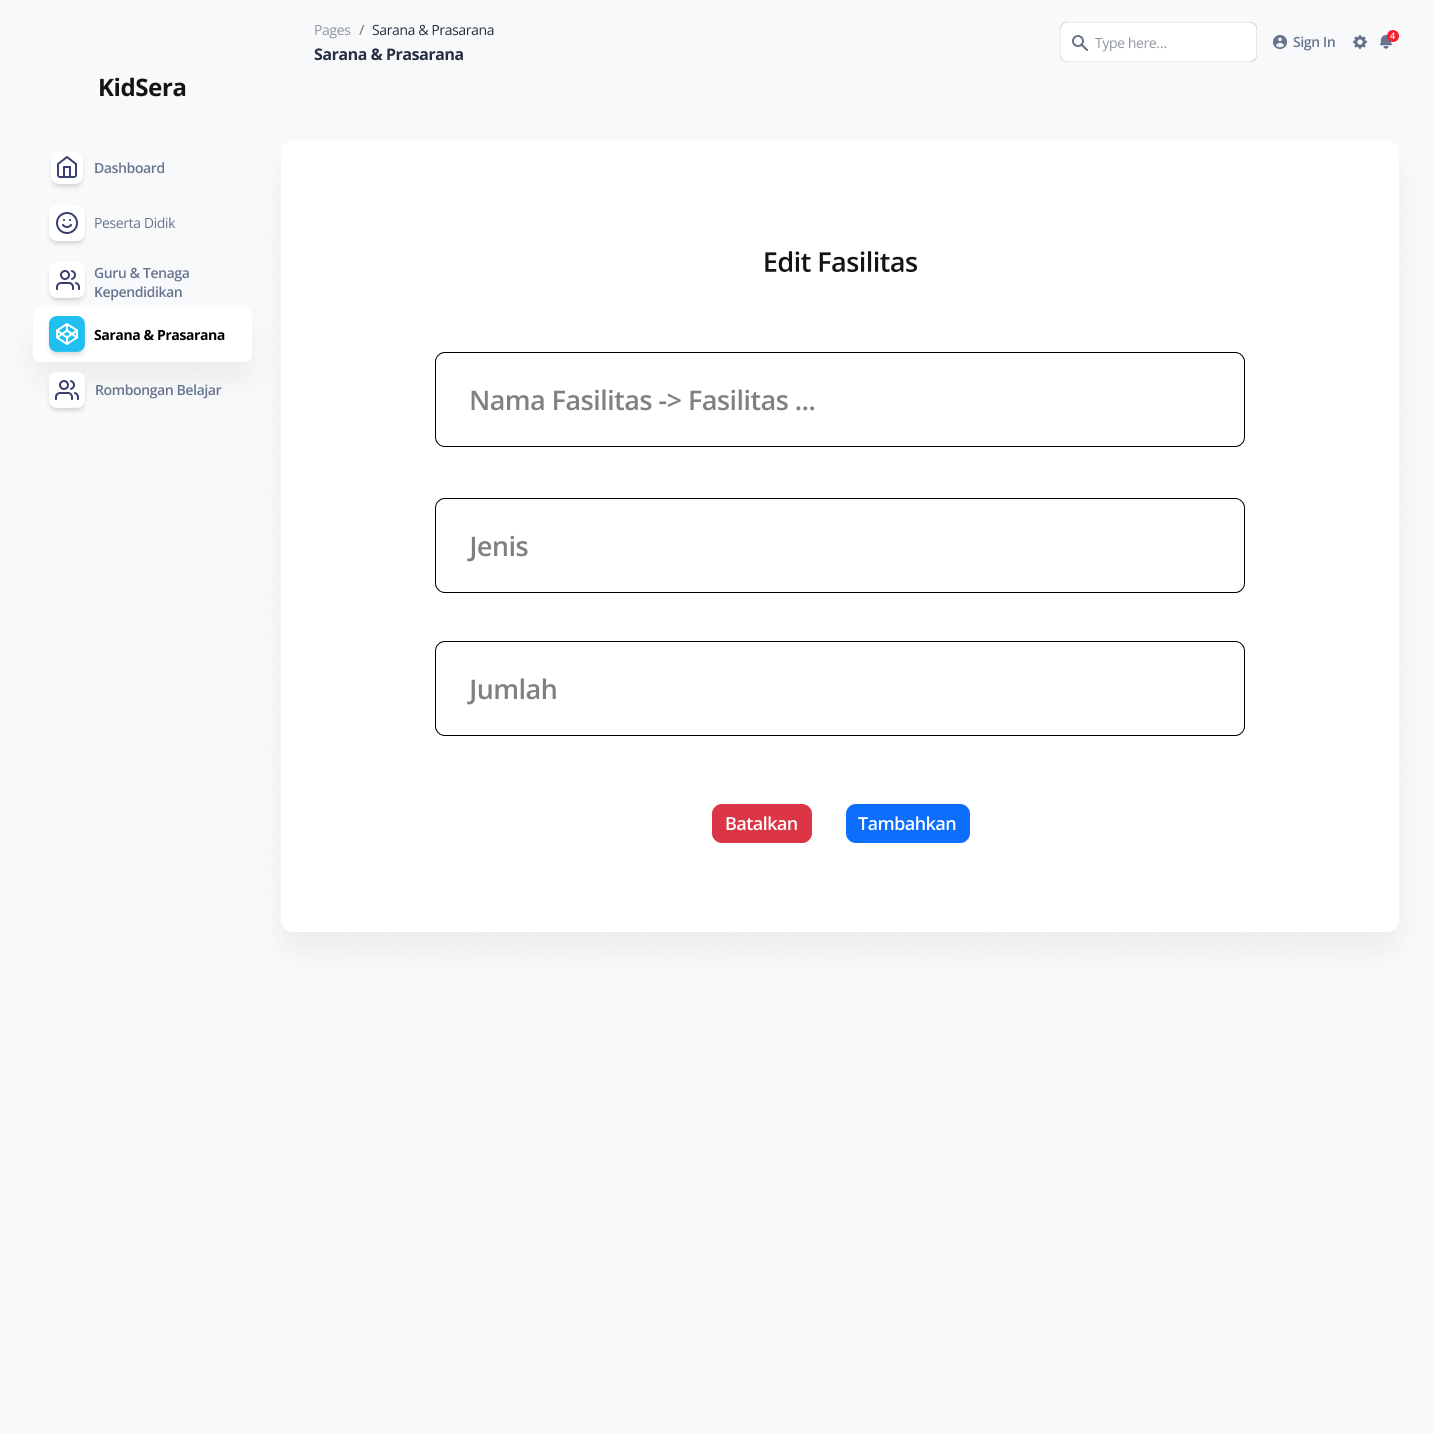 Pages / Sarana & Prasarana
Sarana & Prasarana
Type here...
Sign In
4
KidSera
Dashboard
Peserta Didik
Guru & Tenaga
Kependidikan
Sarana & Prasarana
Rombongan Belajar
Edit Fasilitas
Nama Fasilitas -> Fasilitas ...
Jenis
Jumlah
Batalkan
Tambahkan